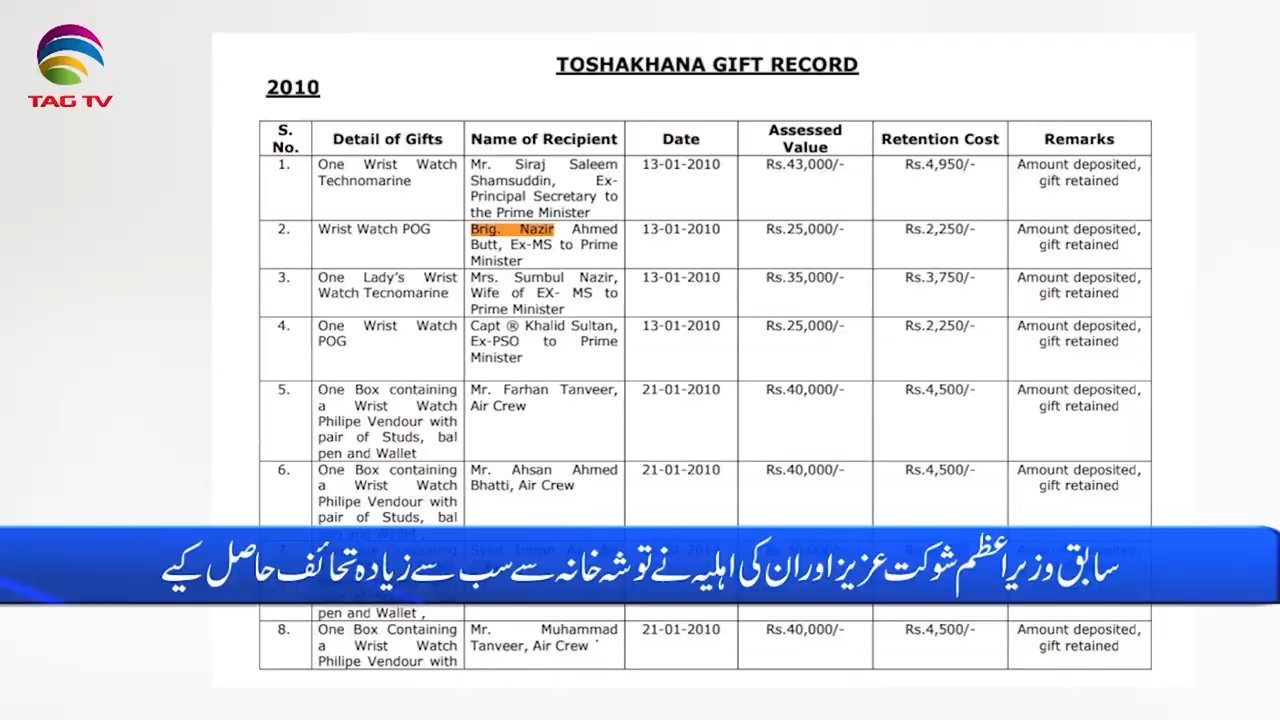 TAG TV
TOSHAKHANA GIFT RECORD
2010
S. No. Detail of Gifts Name of Recipient Date Assessed Value Retention Cost Remarks
1. One Wrist Watch Technomarine Mr. Siraj Saleem Shamsuddin, Ex-Principal Secretary to the Prime Minister 13-01-2010 Rs.43,000/- Rs.4,950/- Amount deposited, gift retained
2. Wrist Watch POG Brig. Nazir Ahmed Butt, Ex-MS to Prime Minister 13-01-2010 Rs.25,000/- Rs.2,250/- Amount deposited, gift retained
3. One Lady's Wrist Watch Tecnomarine Mrs. Sumbul Nazir, Wife of EX- MS to Prime Minister 13-01-2010 Rs.35,000/- Rs.3,750/- Amount deposited, gift retained
4. One Wrist Watch POG Capt ® Khalid Sultan, Ex-PSO to Prime Minister 13-01-2010 Rs.25,000/- Rs.2,250/- Amount deposited, gift retained
5. One Box containing a Wrist Watch Philipe Vendour with pair of Studs, bal pen and Wallet Mr. Farhan Tanveer, Air Crew 21-01-2010 Rs.40,000/- Rs.4,500/- Amount deposited, gift retained
6. One Box containing a Wrist Watch Philipe Vendour with pair of Studs, bal Mr. Ahsan Ahmed Bhatti, Air Crew 21-01-2010 Rs.40,000/- Rs.4,500/- Amount deposited, gift retained
سابق وزیراعظم شوکت عزیز اور ان کی اہلیہ نے توشہ خانہ سے سب سے زیادہ تحائف حاصل کیے
pen and Wallet ,
8. One Box Containing a Wrist Watch Philipe Vendour with Mr. Muhammad Tanveer, Air Crew 21-01-2010 Rs.40,000/- Rs.4,500/- Amount deposited, gift retained